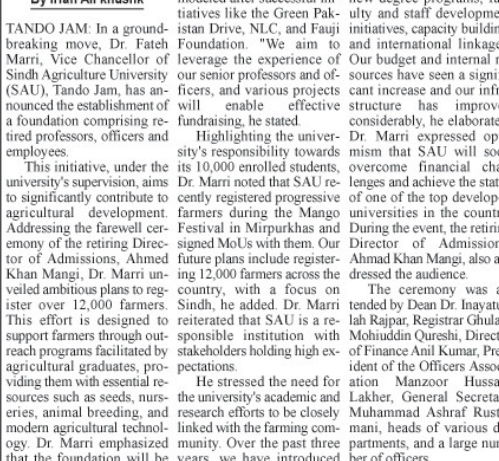 By Irfan Ali Khushk
TANDO JAM: In a ground-
breaking move, Dr. Fateh
Marri, Vice Chancellor of
Sindh Agriculture University
(SAU), Tando Jam, has an-
nounced the establishment of
a foundation comprising re-
tired professors, officers and
employees.
This initiative, under the
university's supervision, aims
to significantly contribute to
agricultural development.
Addressing the farewell cer-
emony of the retiring Direc-
tor of Admissions, Ahmed
Khan Mangi, Dr. Marri un-
veiled ambitious plans to reg-
ister over 12,000 farmers.
This effort is designed to
support farmers through out-
reach programs facilitated by
agricultural graduates, pro-
viding them with essential re-
sources such as seeds, nurs-
eries, animal breeding, and
modern agricultural technol-
ogy. Dr. Marri emphasized
that the foundation will be
modeled after successful ini-
tiatives like the Green Pak-
istan Drive, NLC, and Fauji
Foundation. "We aim to
leverage the experience of
our senior professors and of-
ficers, and various projects
will enable effective
fundraising, he stated.
Highlighting the univer-
sity's responsibility towards
its 10,000 enrolled students,
Dr. Marri noted that SAU re-
cently registered progressive
farmers during the Mango
Festival in Mirpurkhas and
signed MoUs with them. Our
future plans include register-
ing 12,000 farmers across the
country, with a focus on
Sindh, he added. Dr. Marri
reiterated that SAU is a re-
sponsible institution with
stakeholders holding high ex-
pectations.
He stressed the need for
the university's academic and
research efforts to be closely
linked with the farming com-
munity. Over the past three
years, we have introduced
new degree programs,
ulty and staff developme
initiatives, capacity buildin
and international linkag
Our budget and internal r
sources have seen a signi
cant increase and our infr
structure has improv
considerably, he elaborate
Dr. Marri expressed op
mism that SAU will soo
overcome financial cha
lenges and achieve the stat
of one of the top develope
universities in the count
During the event, the retiri
Director of Admission
Ahmad Khan Mangi, also a
dressed the audience.
The ceremony was a
tended by Dean Dr. Inayatu
lah Rajpar, Registrar Ghula
Mohiuddin Qureshi, Direct
of Finance Anil Kumar, Pre
ident of the Officers Assoc
ation Manzoor Hussa
Lakher, General Secreta
Muhammad Ashraf Rust
mani, heads of various d
partments, and a large num
ber of officers.